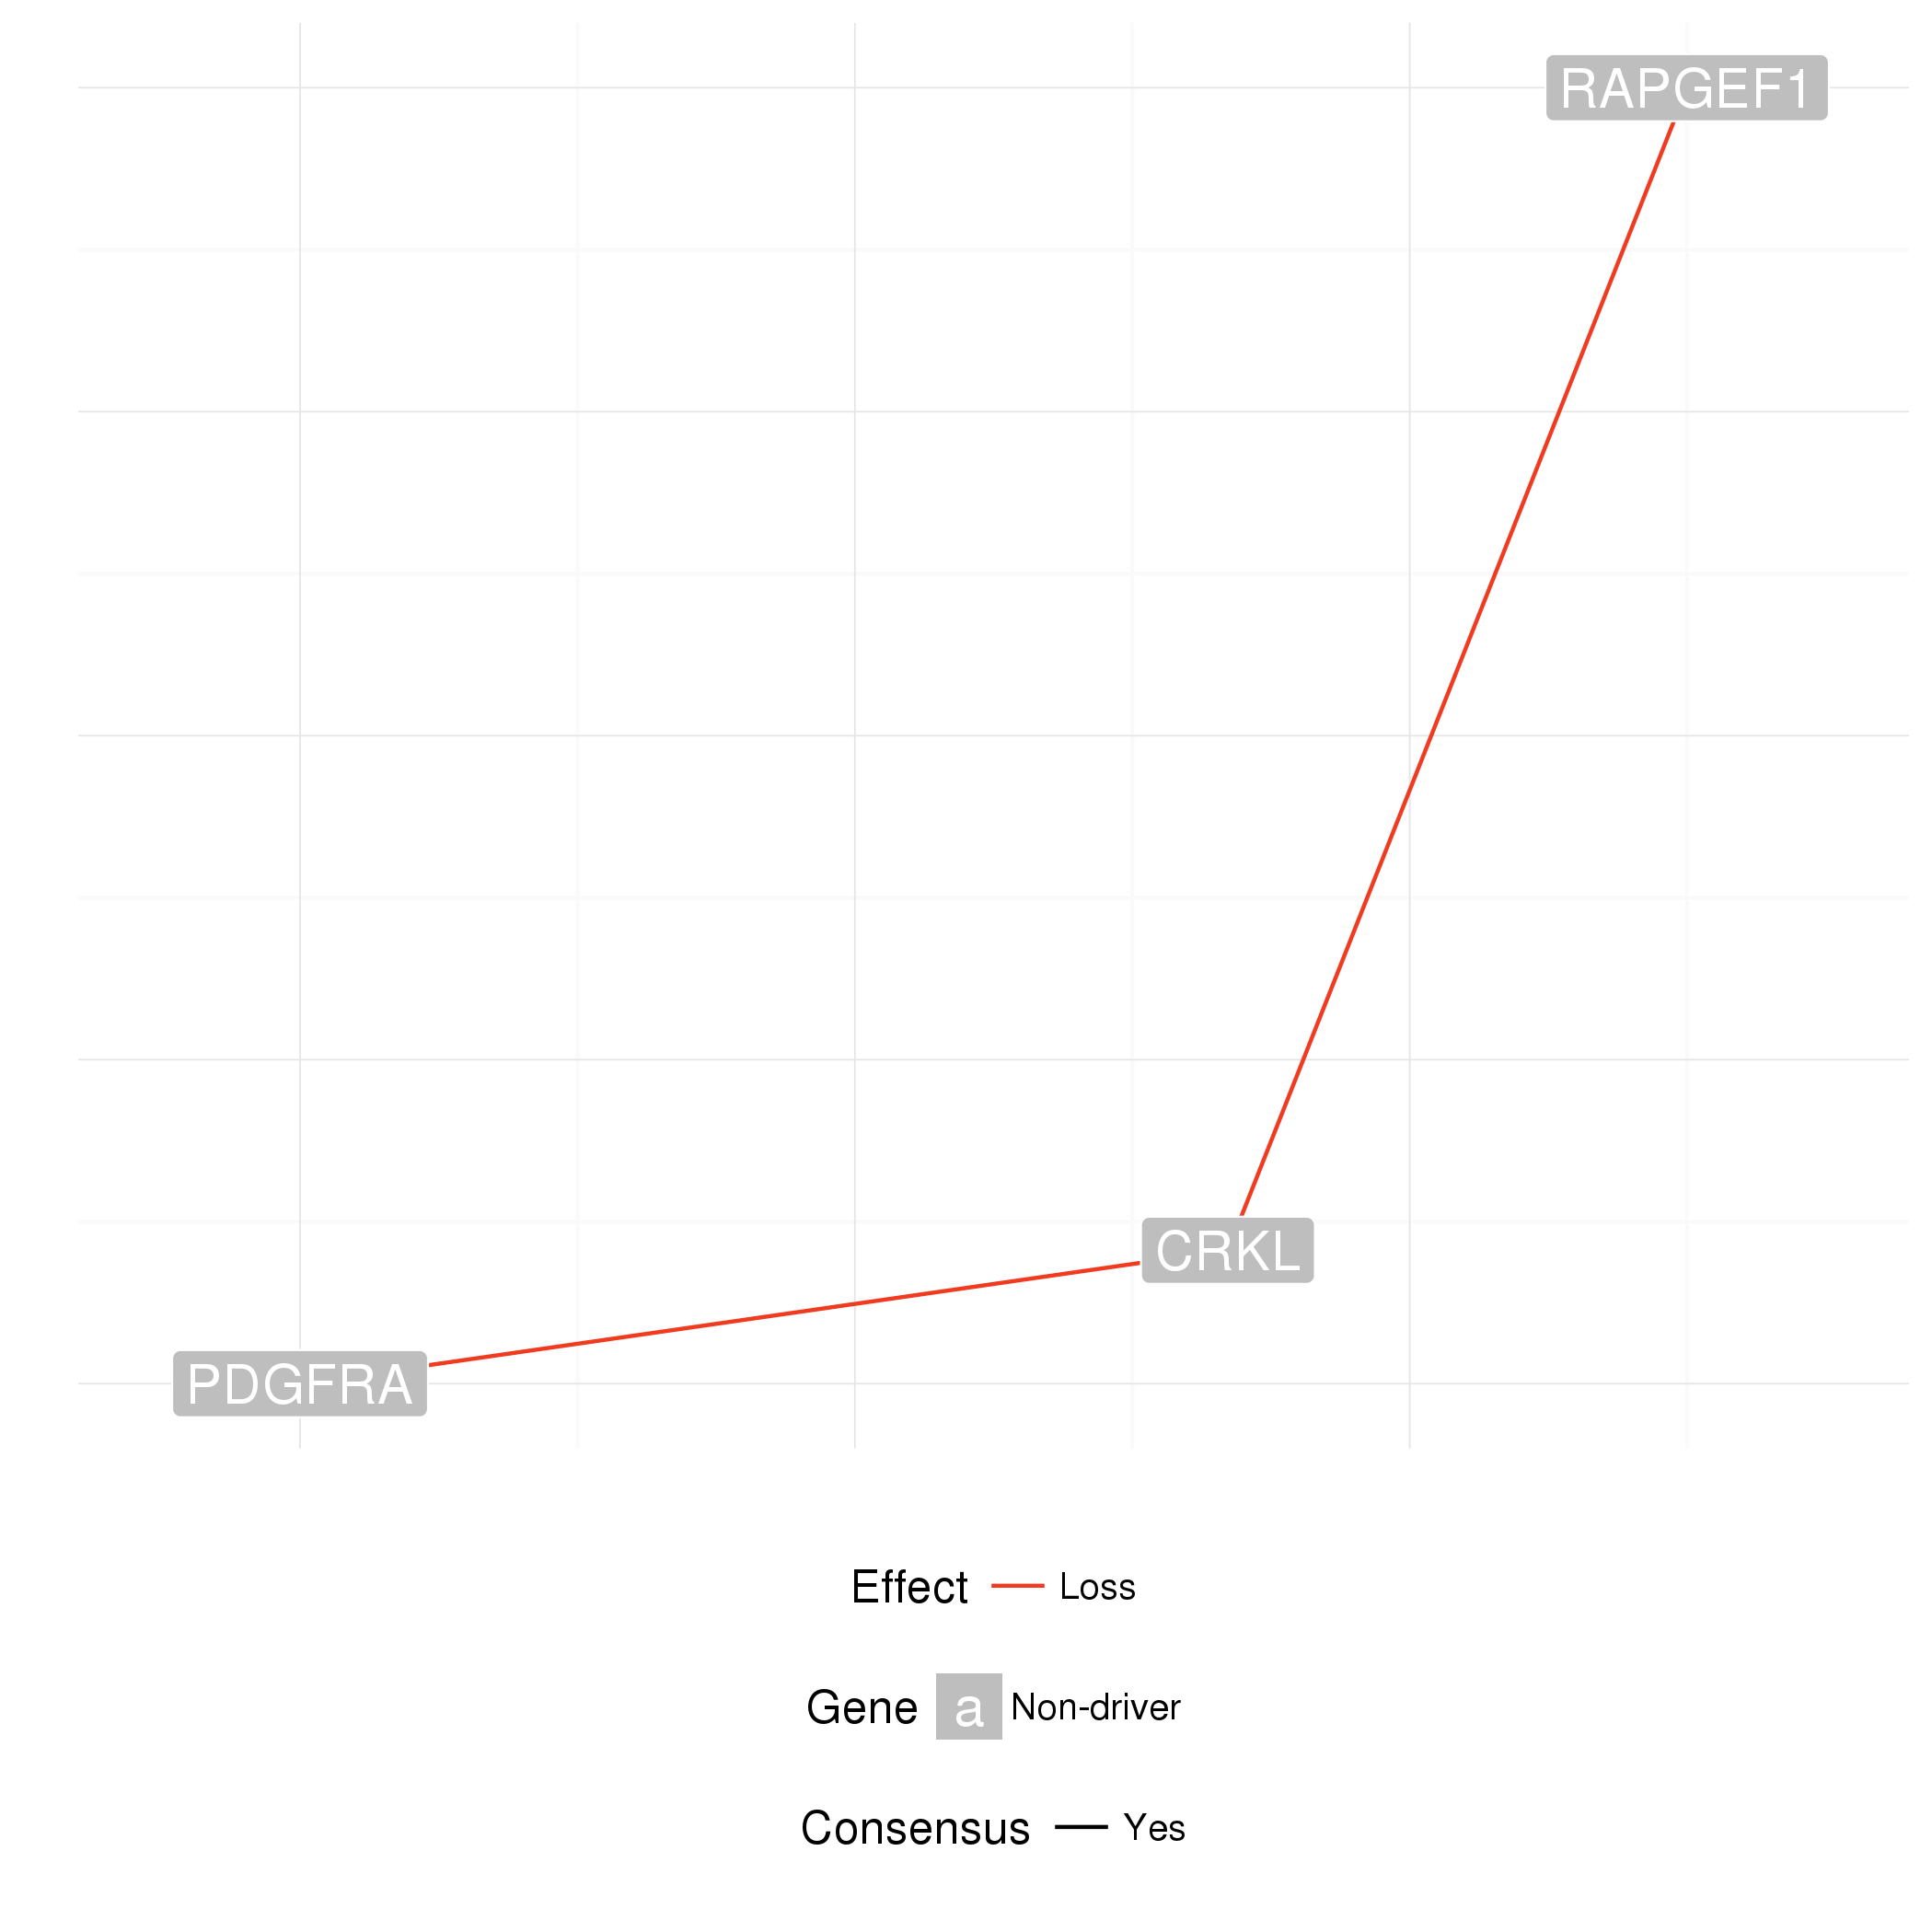 RAPGEF1
CRKL
PDGFRA
Effect Loss
Gene a Non-driver
Consensus Yes